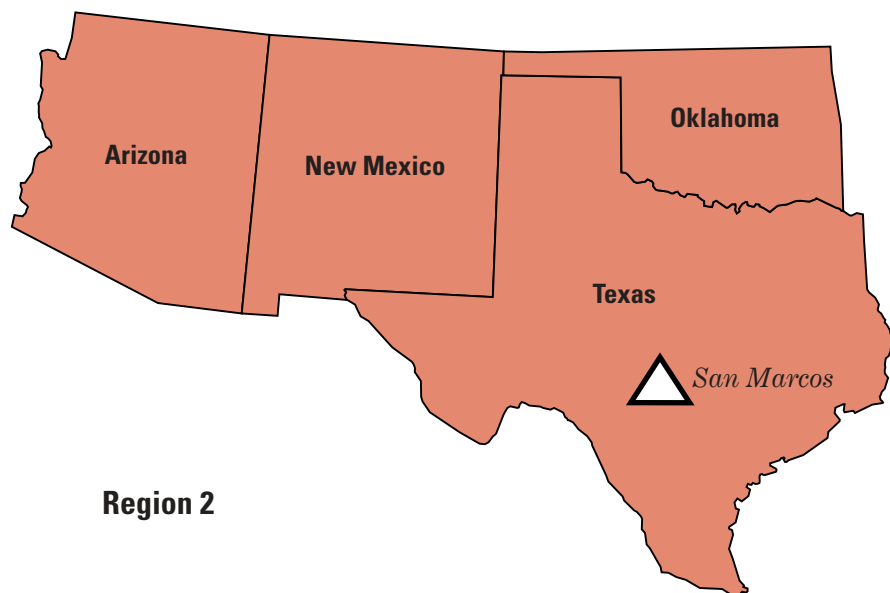 Oklahoma
Arizona
New Mexico
Texas
San Marcos
Region 2